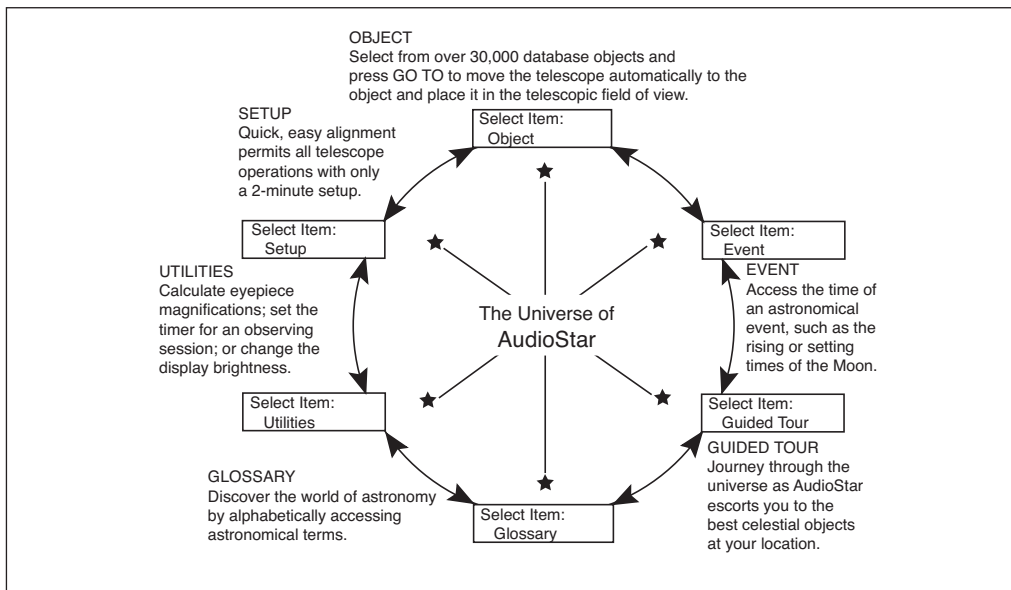 OBJECT
Select from over 30,000 database objects and
press GO TO to move the telescope automatically to the
object and place it in the telescopic field of view.
Select Item:
Object
SETUP
Quick, easy alignment
permits all telescope
operations with only
a 2-minute setup.
Select Item:
Setup
Select Item:
Event
EVENT
Access the time of
an astronomical
event, such as the
rising or setting
times of the Moon.
UTILITIES
Calculate eyepiece
magnifications; set the
timer for an observing
session; or change the
display brightness.
The Universe of
AudioStar
Select Item:
Utilities
Select Item:
Guided Tour
GUIDED TOUR
Journey through the
universe as AudioStar
escorts you to the
best celestial objects
at your location.
GLOSSARY
Discover the world of astronomy
by alphabetically accessing
astronomical terms.
Select Item:
Glossary